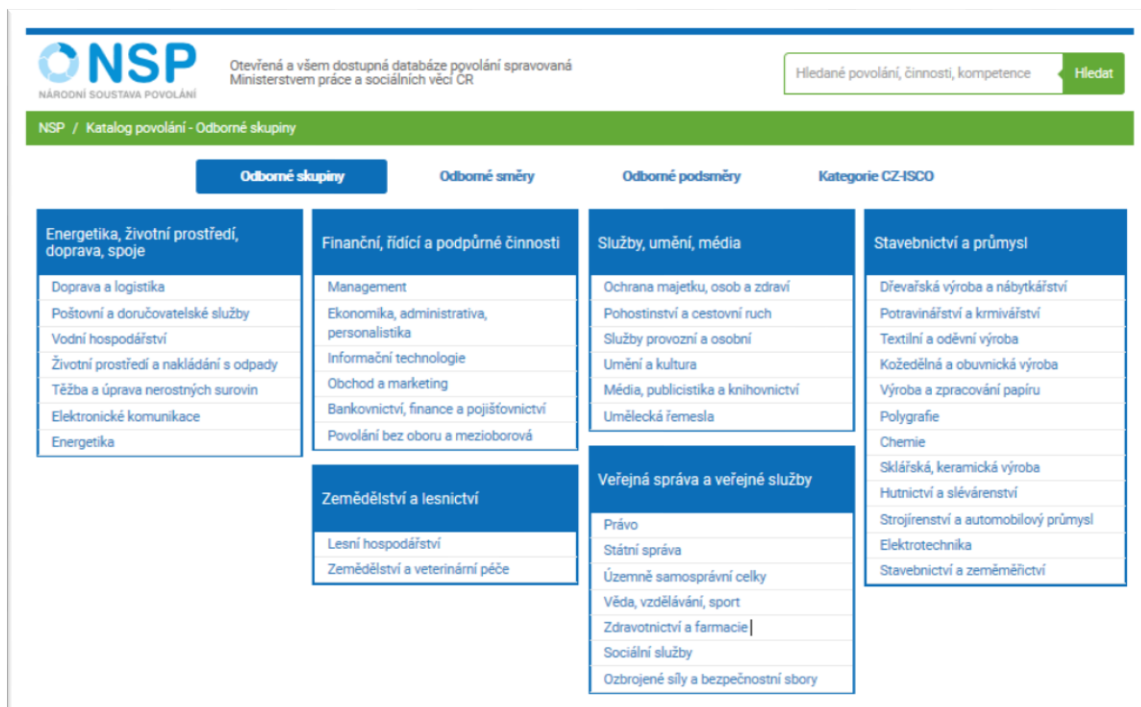 NSP
NÁRODNÍ SOUSTAVA POVOLÁNÍ
Otevřená a všem dostupná databáze povolání spravovaná
Ministerstvem práce a sociálních věcí ČR
Hledané povolání, činnosti, kompetence
Hledat
NSP / Katalog povolání - Odborné skupiny
Odborné skupiny
Odborné směry
Odborné podsměry
Kategorie CZ-ISCO
Energetika, životní prostředí,
doprava, spoje
Doprava a logistika
Poštovní a doručovatelské služby
Vodní hospodářství
Životní prostředí a nakládání s odpady
Těžba a úprava nerostných surovin
Elektronické komunikace
Energetika
Finanční, řídící a podpůrné činnosti
Management
Ekonomika, administrativa,
personalistika
Informační technologie
Obchod a marketing
Bankovnictví, finance a pojišťovnictví
Povolání bez oboru a mezioborová
Zemědělství a lesnictví
Lesní hospodářství
Zemědělství a veterinární péče
Služby, umění, média
Ochrana majetku, osob a zdraví
Pohostinství a cestovní ruch
Služby provozní a osobní
Umění a kultura
Média, publicistika a knihovnictví
Umělecká řemesla
Veřejná správa a veřejné služby
Právo
Státní správa
Územně samosprávní celky
Věda, vzdělávání, sport
Zdravotnictví a farmacie
Sociální služby
Ozbrojené síly a bezpečnostní sbory
Stavebnictví a průmysl
Dřevařská výroba a nábytkářství
Potravinářství a krmivářství
Textilní a oděvní výroba
Kožedělná a obuvnická výroba
Výroba a zpracování papíru
Polygrafie
Chemie
Sklářská, keramická výroba
Hutnictví a slévárenství
Strojírenství a automobilový průmysl
Elektrotechnika
Stavebnictví a zeměměřictví